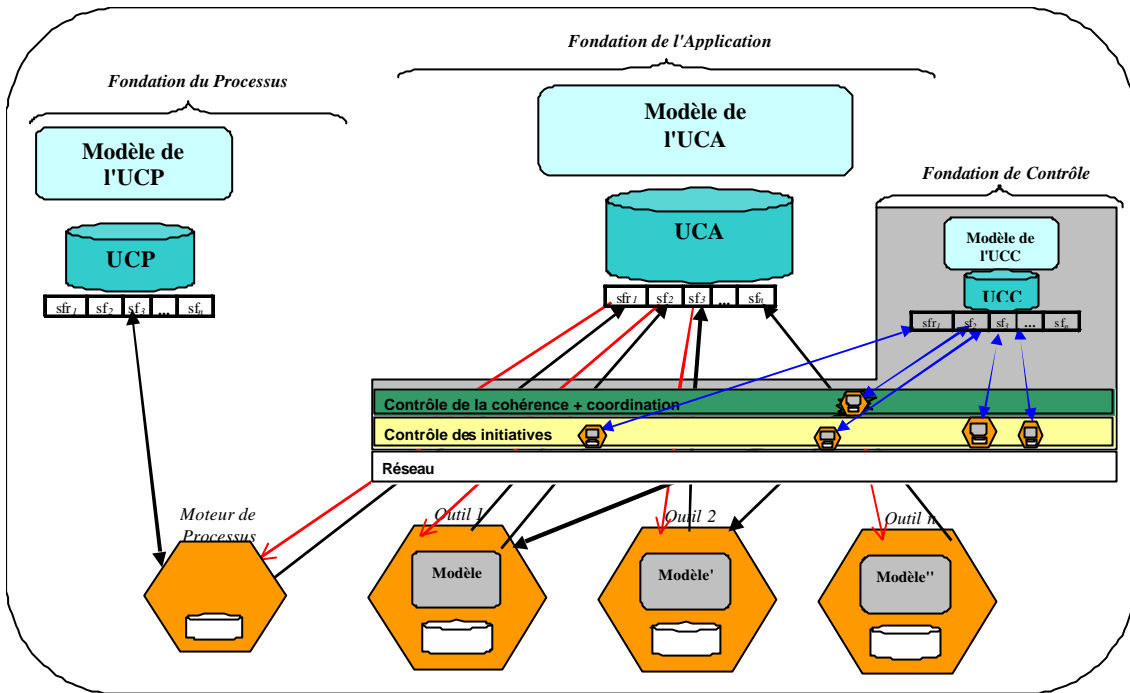 Fondation de l'Application
Fondation du Processus
Modèle de
l'UCP
UCP
sfr1 sf2 sf3 ... sfn
Modèle de
l'UCA
UCA
sfr1 sf2 sf3 ... sfn
Fondation de Contrôle
Modèle de
l'UCC
UCC
sfr1 sf2 sf3 ... sfn
Contrôle de la cohérence + coordination
Contrôle des initiatives
Réseau
Moteur de
Processus
Outil 1
Modèle
Outil 2
Modèle'
Outil n
Modèle''